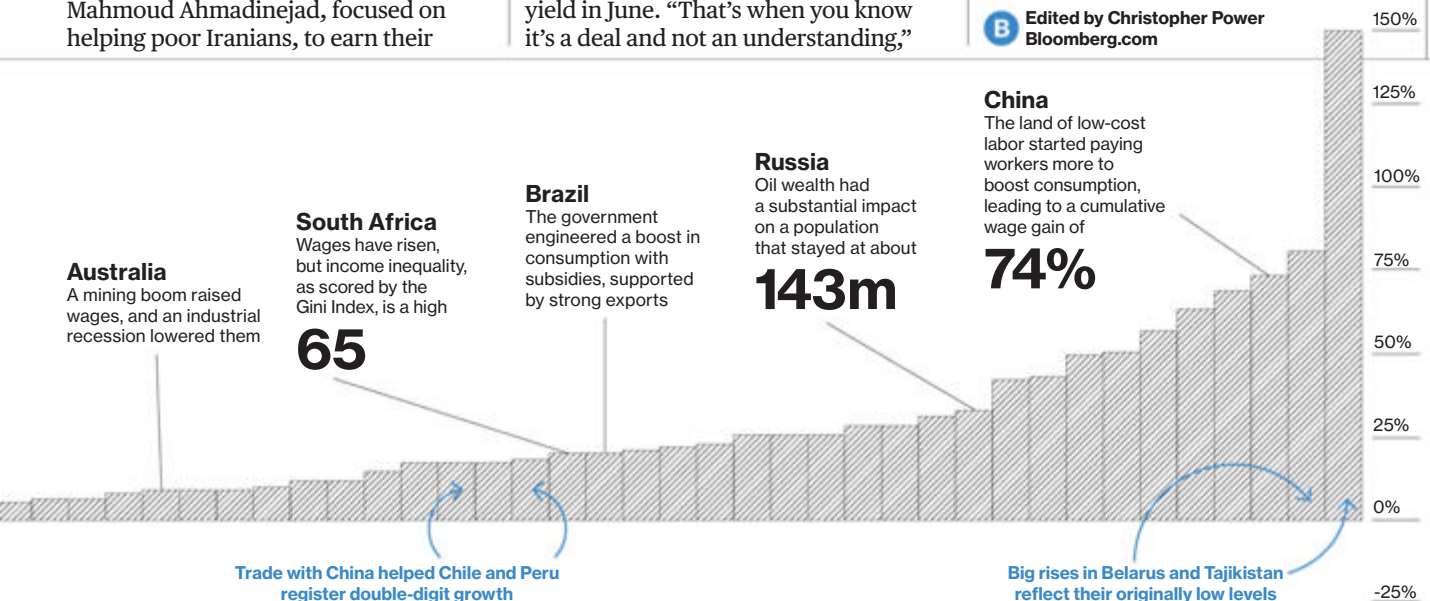 Mahmoud Ahmadinejad, focused on
helping poor Iranians, to earn their
yield in June. “That’s when you know
it’s a deal and not an understanding,”
B
Edited by Christopher Power
Bloomberg.com
150%
125%
100%
75%
50%
25%
0%
-25%
Australia
A mining boom raised
wages, and an industrial
recession lowered them
South Africa
Wages have risen,
but income inequality,
as scored by the
Gini Index, is a high
65
Brazil
The government
engineered a boost in
consumption with
subsidies, supported
by strong exports
Russia
Oil wealth had
a substantial impact
on a population
that stayed at about
143m
China
The land of low-cost
labor started paying
workers more to
boost consumption,
leading to a cumulative
wage gain of
74%
Trade with China helped Chile and Peru
register double-digit growth
Big rises in Belarus and Tajikistan
reflect their originally low levels